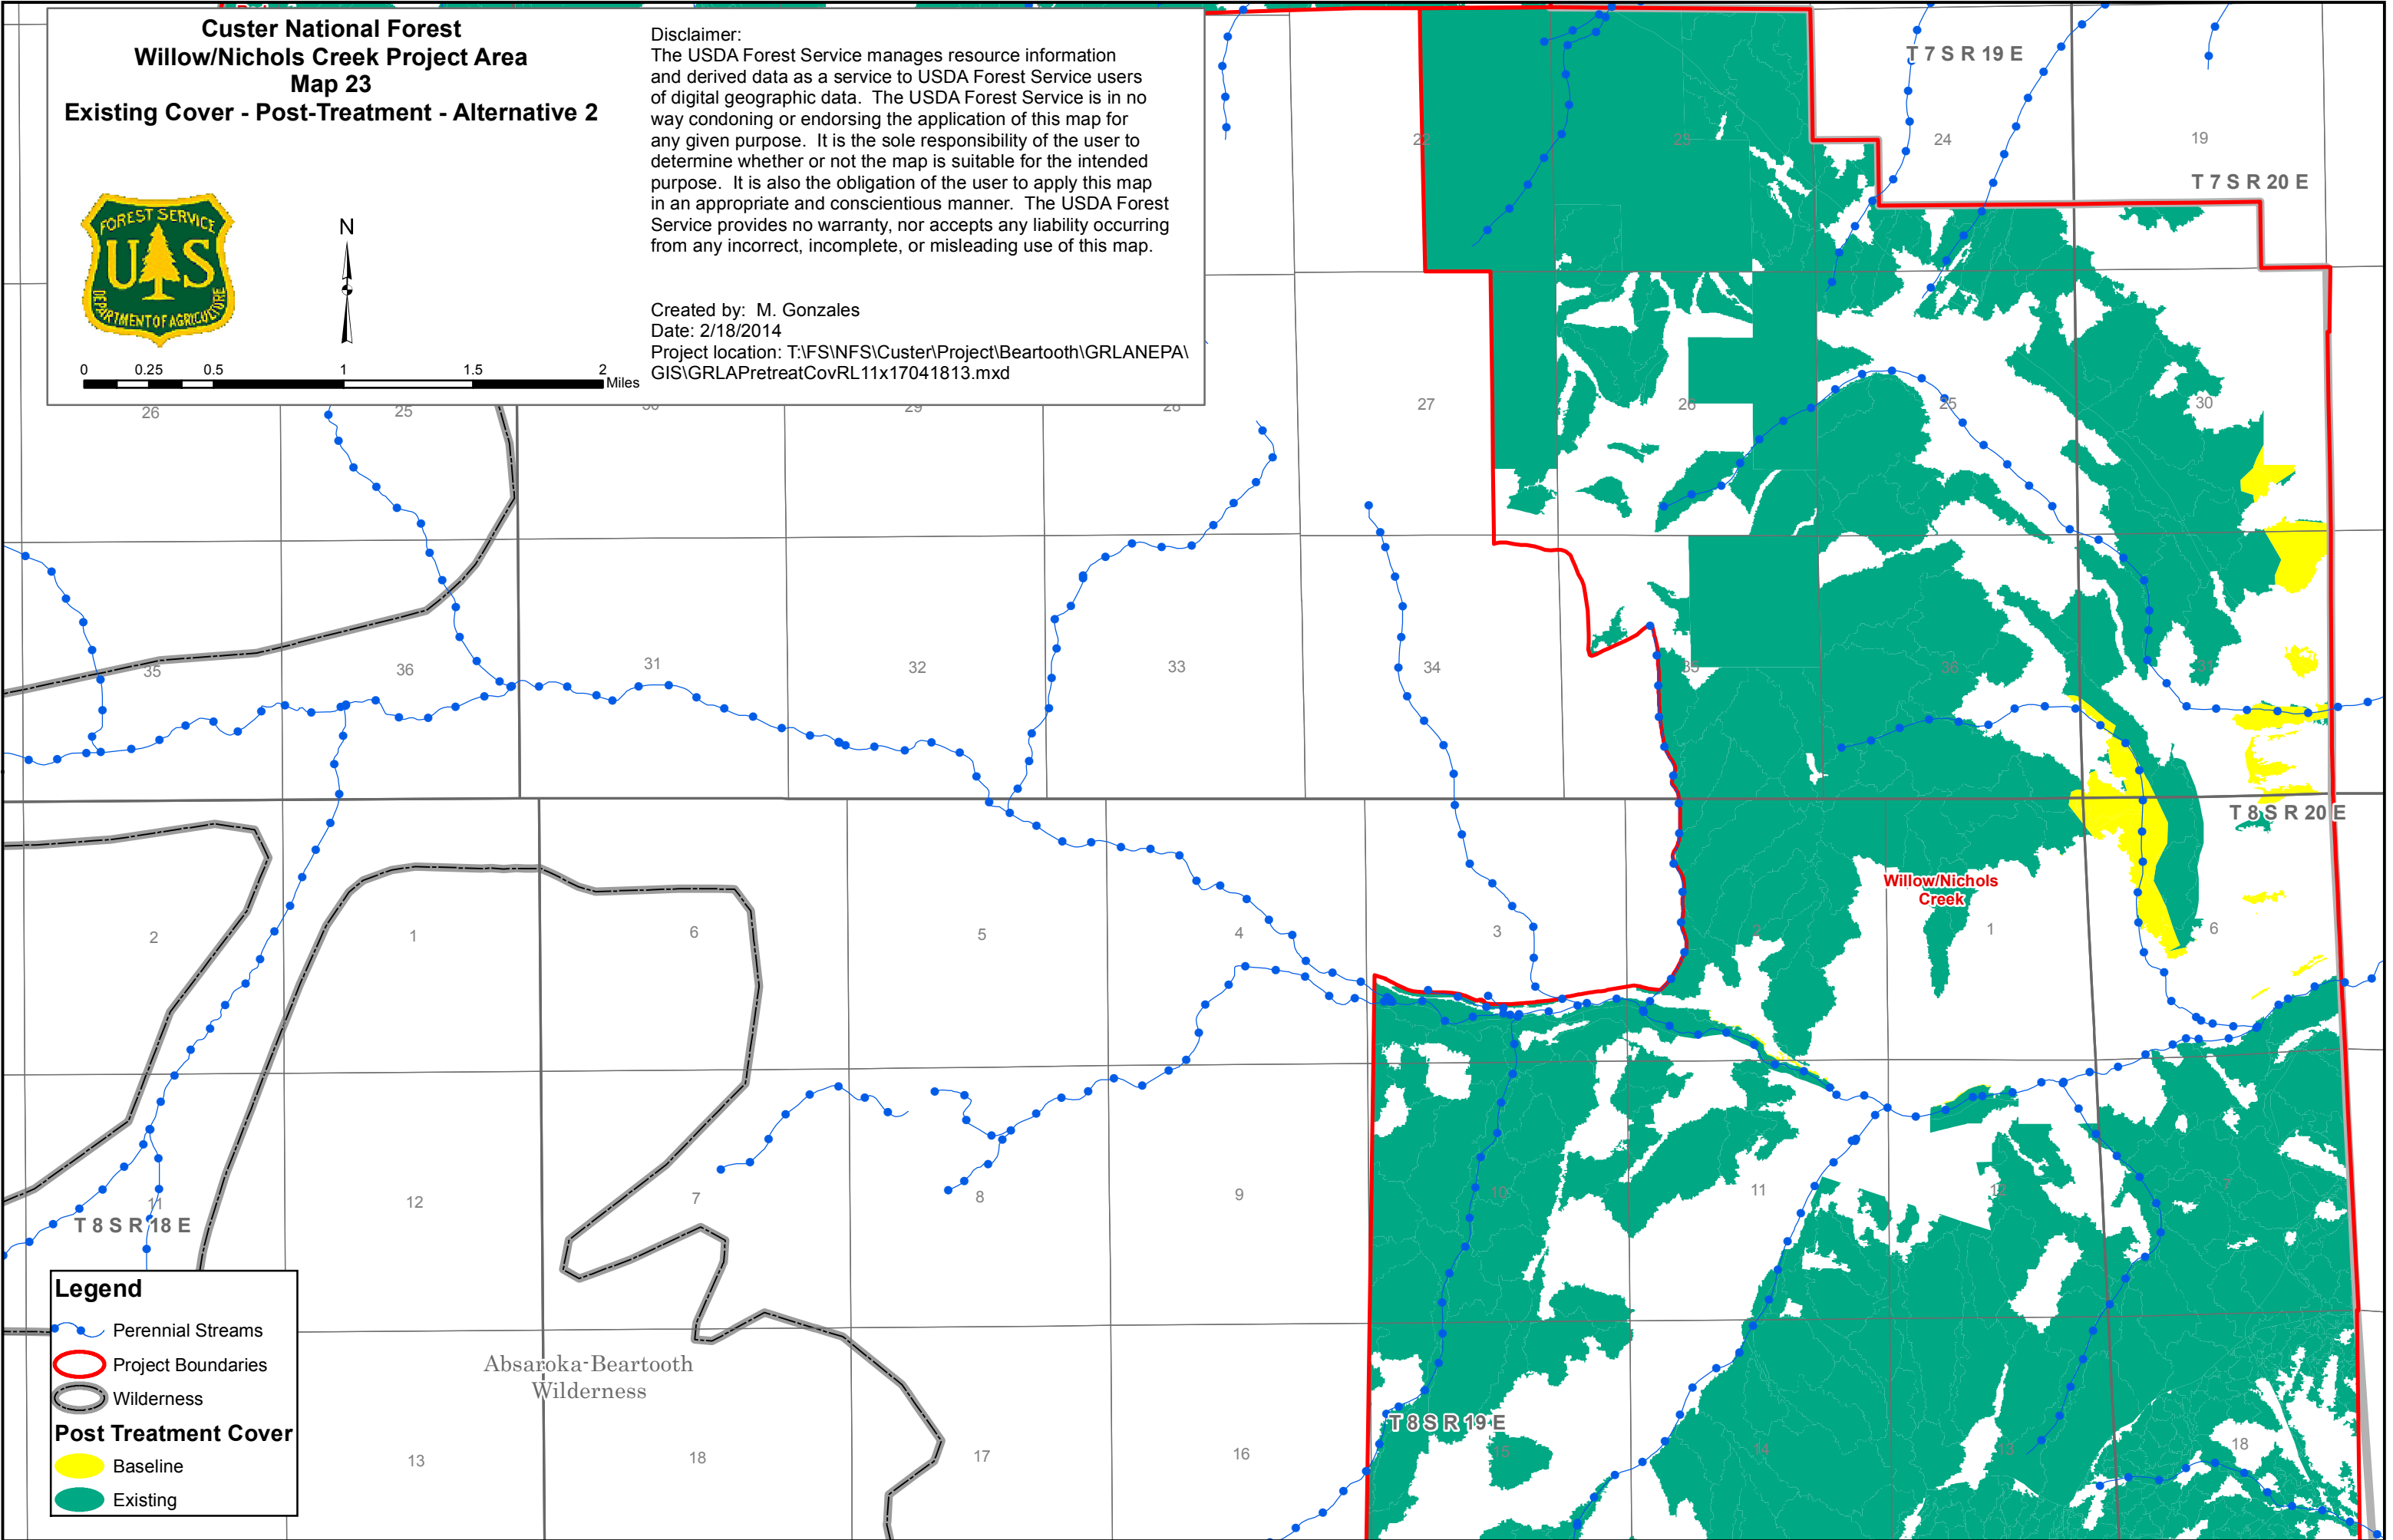 Custer National Forest
Willow/Nichols Creek Project Area
Map 23
Existing Cover - Post-Treatment - Alternative 2
FOREST SERVICE
U S
DEPARTMENT OF AGRICULTURE
N
0 0.25 0.5 1 1.5 2
Miles
Disclaimer:
The USDA Forest Service manages resource information
and derived data as a service to USDA Forest Service users
of digital geographic data. The USDA Forest Service is in no
way condoning or endorsing the application of this map for
any given purpose. It is the sole responsibility of the user to
determine whether or not the map is suitable for the intended
purpose. It is also the obligation of the user to apply this map
in an appropriate and conscientious manner. The USDA Forest
Service provides no warranty, nor accepts any liability occurring
from any incorrect, incomplete, or misleading use of this map.
Created by: M. Gonzales
Date: 2/18/2014
Project location: T:\FS\NFS\Custer\Project\Beartooth\GRLANEPA\
GIS\GRLAPretreatCovRL11x17041813.mxd
T 7 S R 19 E
22 23 24 19
T 7 S R 20 E
26 25 30 29 28 27 26 25 30
35 36 31 32 33 34 35 36 31
T 8 S R 20 E
Willow/Nichols
Creek
2 1 6 5 4 3 2 1 6
11 12 7 8 9 10 11 12 7
T 8 S R 18 E
Absaroka-Beartooth
Wilderness
T 8 S R 19 E
13 18 17 16 15 14 13 18
Legend
Perennial Streams
Project Boundaries
Wilderness
Post Treatment Cover
Baseline
Existing